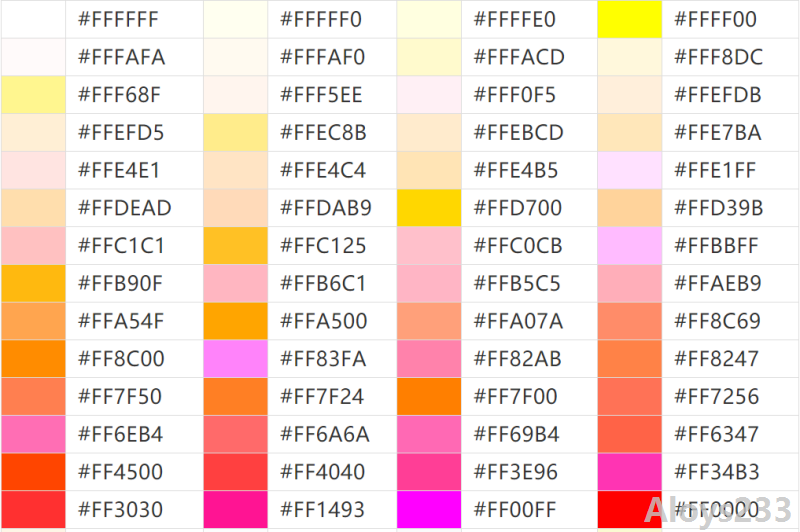 #FFFFFF #FFFFF0 #FFFFE0 #FFFF00
#FFFAFA #FFFAF0 #FFFACD #FFF8DC
#FFF68F #FFF5EE #FFF0F5 #FFEFDB
#FFEFD5 #FFEC8B #FFEBCD #FFE7BA
#FFE4E1 #FFE4C4 #FFE4B5 #FFE1FF
#FFDEAD #FFDAB9 #FFD700 #FFD39B
#FFC1C1 #FFC125 #FFC0CB #FFBBFF
#FFB90F #FFB6C1 #FFB5C5 #FFAEB9
#FFA54F #FFA500 #FFA07A #FF8C69
#FF8C00 #FF83FA #FF82AB #FF8247
#FF7F50 #FF7F24 #FF7F00 #FF7256
#FF6EB4 #FF6A6A #FF69B4 #FF6347
#FF4500 #FF4040 #FF3E96 #FF34B3
#FF3030 #FF1493 #FF00FF #FF0000
Aloys233